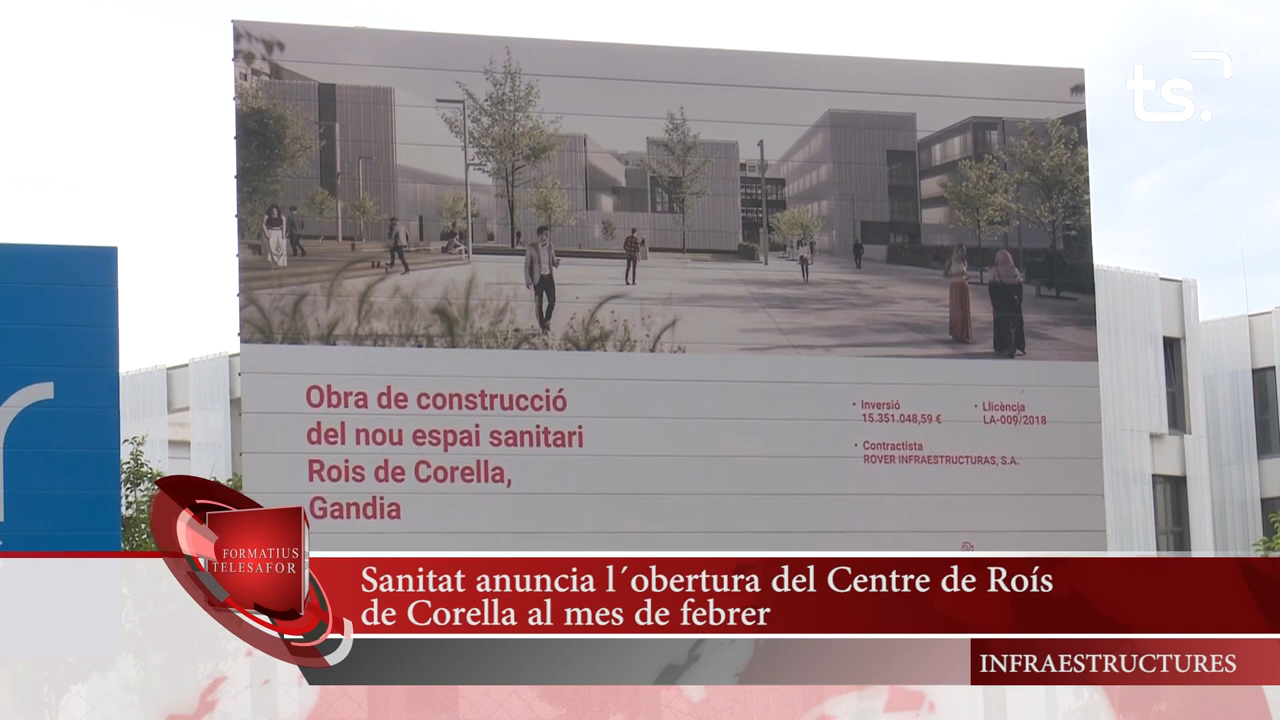 ts.
Obra de construcció
del nou espai sanitari
Rois de Corella,
Gandia
• Inversió
15.351.048,59 €
• Llicència
LA-009/2018
• Contractista
ROVER INFRAESTRUCTURAS, S.A.
FORMATIUS
TELESAFOR
Sanitat anuncia l´obertura del Centre de Roís
de Corella al mes de febrer
INFRAESTRUCTURES